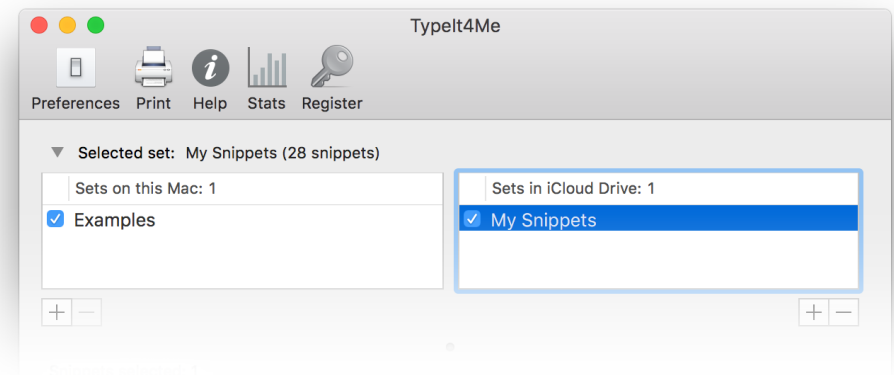 TypeIt4Me
Preferences Print Help Stats Register
Selected set: My Snippets (28 snippets)
Sets on this Mac: 1
Examples
Sets in iCloud Drive: 1
My Snippets